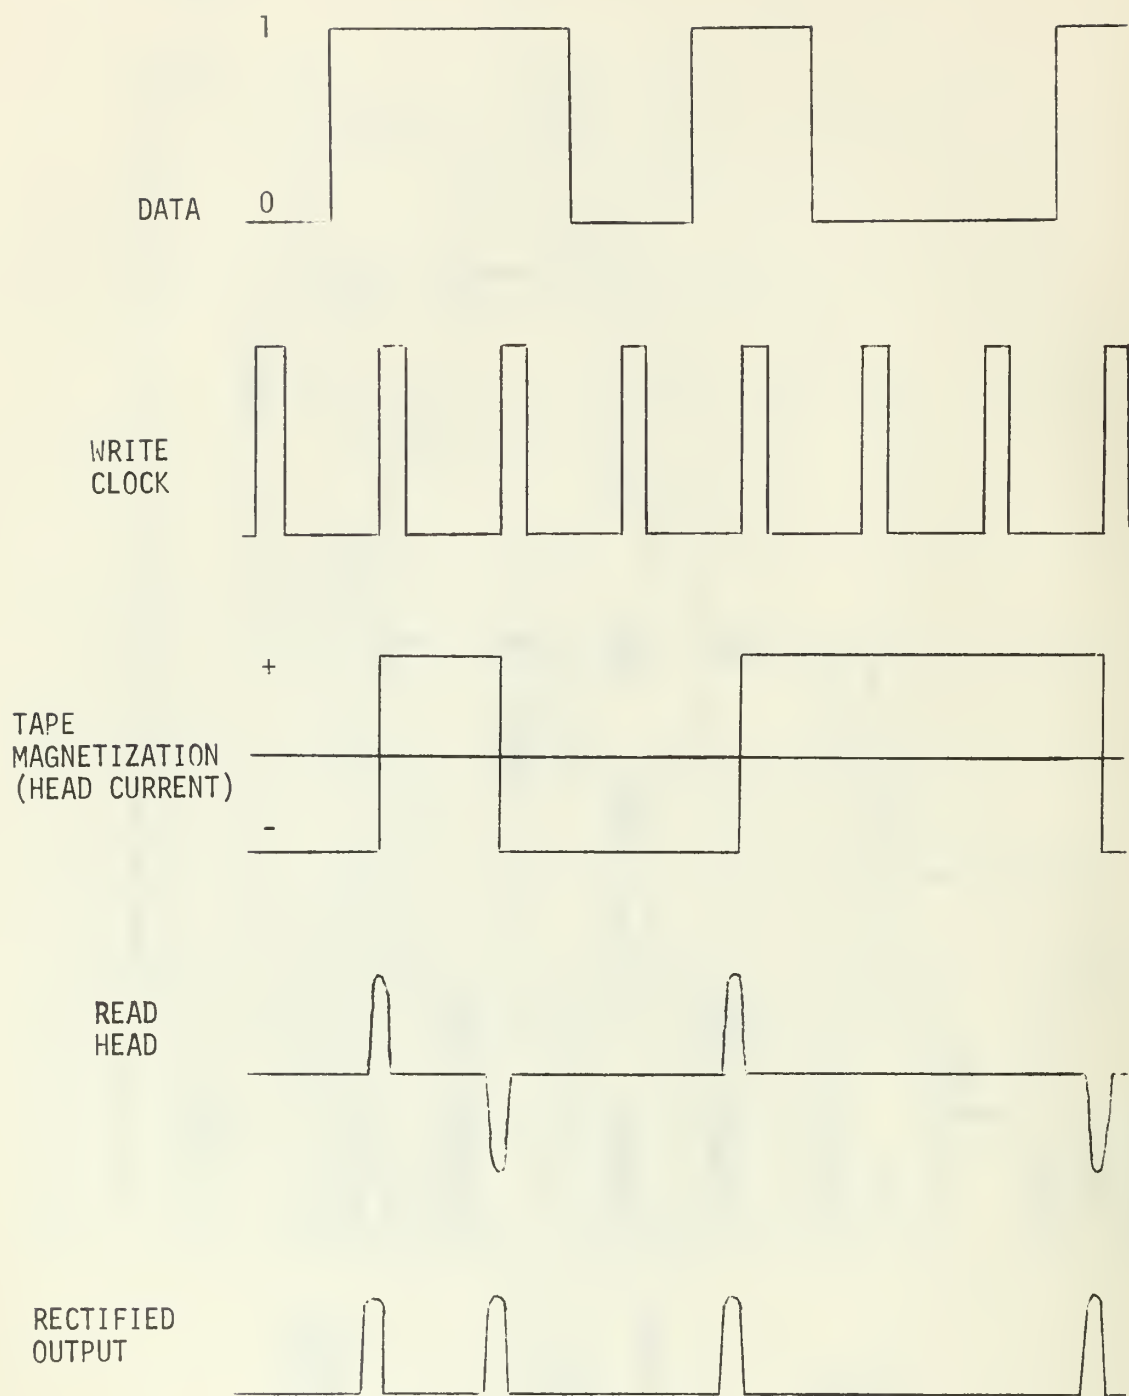 1
0
DATA
WRITE
CLOCK
+
TAPE
MAGNETIZATION
(HEAD CURRENT)
-
READ
HEAD
RECTIFIED
OUTPUT